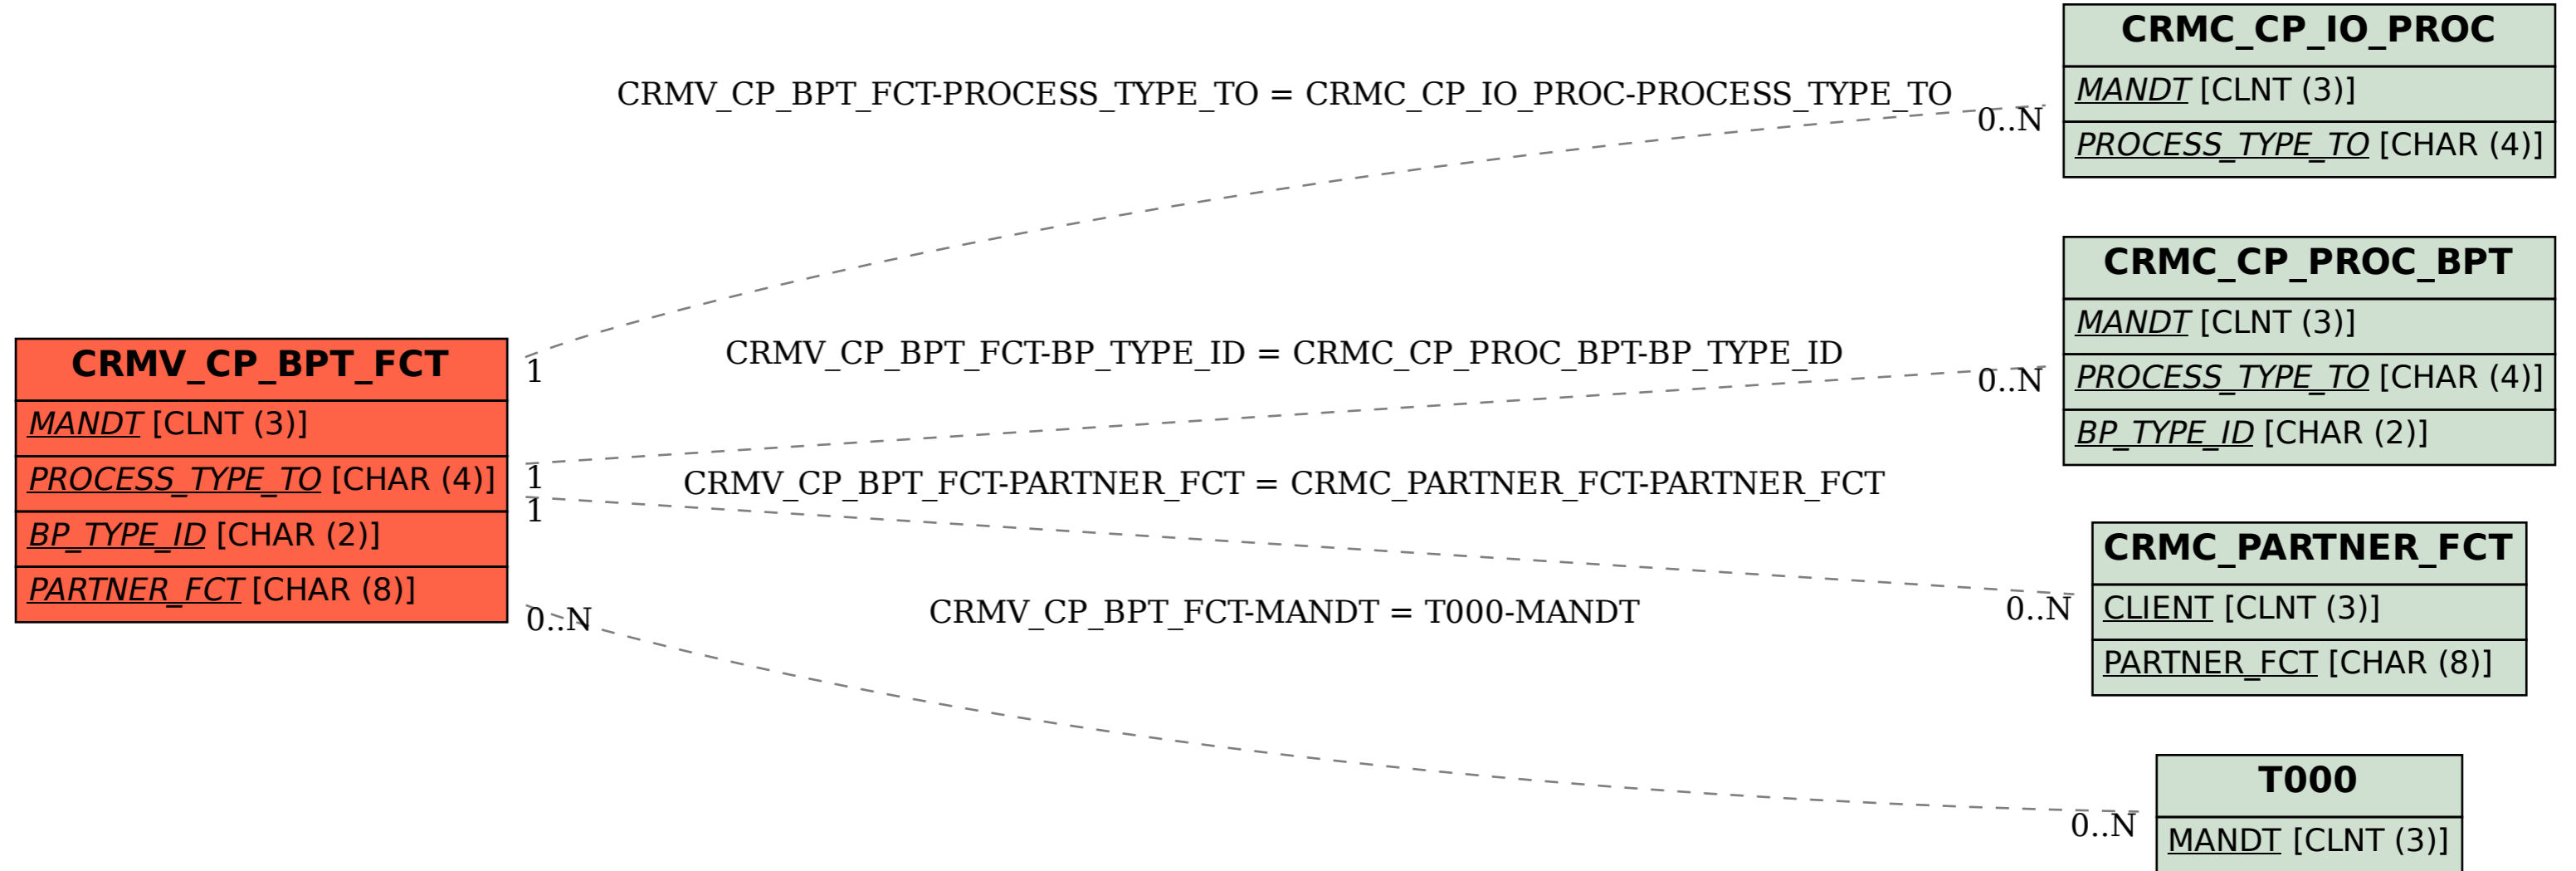 CRMC_CP_IO_PROC
MANDT [CLNT (3)]
PROCESS_TYPE_TO [CHAR (4)]
CRMV_CP_BPT_FCT-PROCESS_TYPE_TO = CRMC_CP_IO_PROC-PROCESS_TYPE_TO
0..N
1
CRMC_CP_PROC_BPT
MANDT [CLNT (3)]
PROCESS_TYPE_TO [CHAR (4)]
BP_TYPE_ID [CHAR (2)]
CRMV_CP_BPT_FCT-BP_TYPE_ID = CRMC_CP_PROC_BPT-BP_TYPE_ID
0..N
1
CRMV_CP_BPT_FCT
MANDT [CLNT (3)]
PROCESS_TYPE_TO [CHAR (4)]
BP_TYPE_ID [CHAR (2)]
PARTNER_FCT [CHAR (8)]
CRMV_CP_BPT_FCT-PARTNER_FCT = CRMC_PARTNER_FCT-PARTNER_FCT
1
0..N
CRMC_PARTNER_FCT
CLIENT [CLNT (3)]
PARTNER_FCT [CHAR (8)]
CRMV_CP_BPT_FCT-MANDT = T000-MANDT
0..N
0..N
T000
MANDT [CLNT (3)]